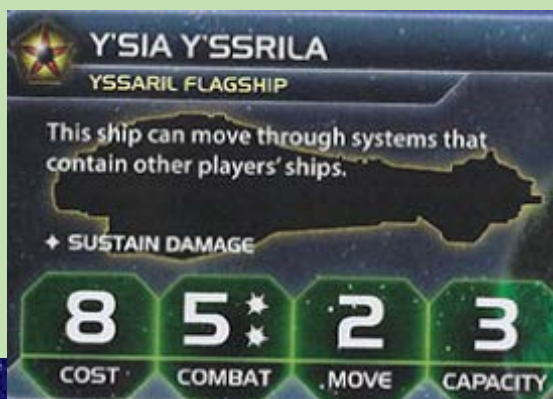 Y'SIA Y'SSRILA
YSSARIL FLAGSHIP
This ship can move through systems that
contain other players' ships.
SUSTAIN DAMAGE
8 5 2 3
COST COMBAT MOVE CAPACITY